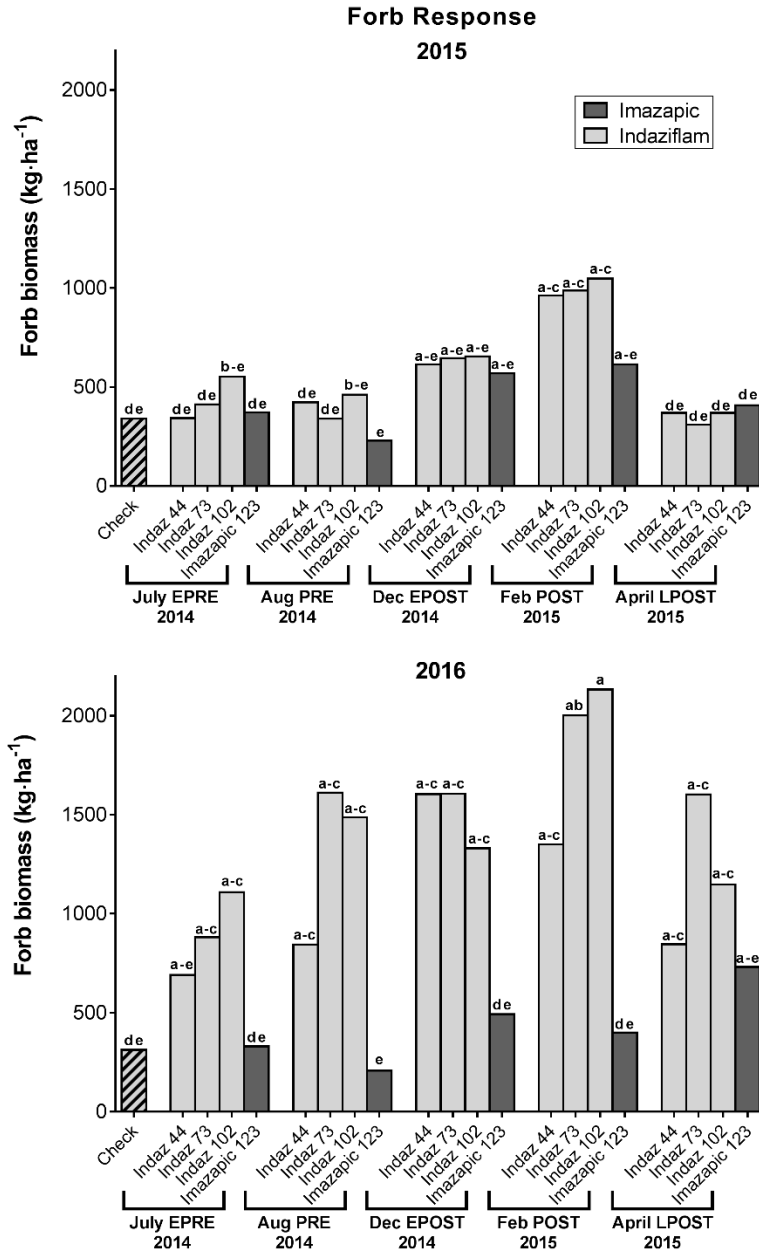 Forb Response
2015
Forb biomass (kg·ha⁻¹)
2000
1500
1000
500
0
Imazapic
Indaziflam
de
de
de
b-e
de
de
de
b-e
e
a-e
a-e
a-e
a-e
a-c
a-c
a-c
a-e
de
de
de
de
Check
Indaz 44
Indaz 73
Indaz 102
Imazapic 123
Indaz 44
Indaz 73
Indaz 102
Imazapic 123
Indaz 44
Indaz 73
Indaz 102
Imazapic 123
Indaz 44
Indaz 73
Indaz 102
Imazapic 123
Indaz 44
Indaz 73
Indaz 102
Imazapic 123
July EPRE
2014
Aug PRE
2014
Dec EPOST
2014
Feb POST
2015
April LPOST
2015
2016
Forb biomass (kg·ha⁻¹)
2000
1500
1000
500
0
de
a-e
a-c
a-c
de
a-c
a-c
a-c
e
a-c
a-c
a-c
de
a-c
ab
a
de
a-c
a-c
a-c
a-e
Check
Indaz 44
Indaz 73
Indaz 102
Imazapic 123
Indaz 44
Indaz 73
Indaz 102
Imazapic 123
Indaz 44
Indaz 73
Indaz 102
Imazapic 123
Indaz 44
Indaz 73
Indaz 102
Imazapic 123
Indaz 44
Indaz 73
Indaz 102
Imazapic 123
July EPRE
2014
Aug PRE
2014
Dec EPOST
2014
Feb POST
2015
April LPOST
2015